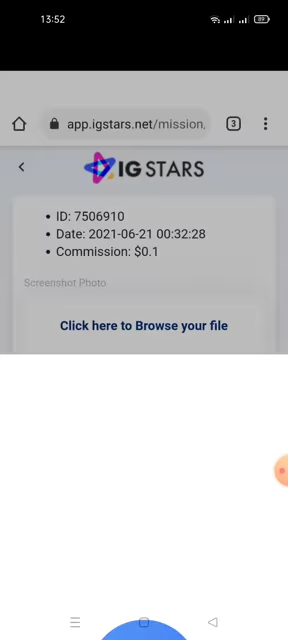 13:52
89
app.igstars.net/mission,
3
IG STARS
• ID: 7506910
• Date: 2021-06-21 00:32:28
• Commission: $0.1
Screenshot Photo
Click here to Browse your file